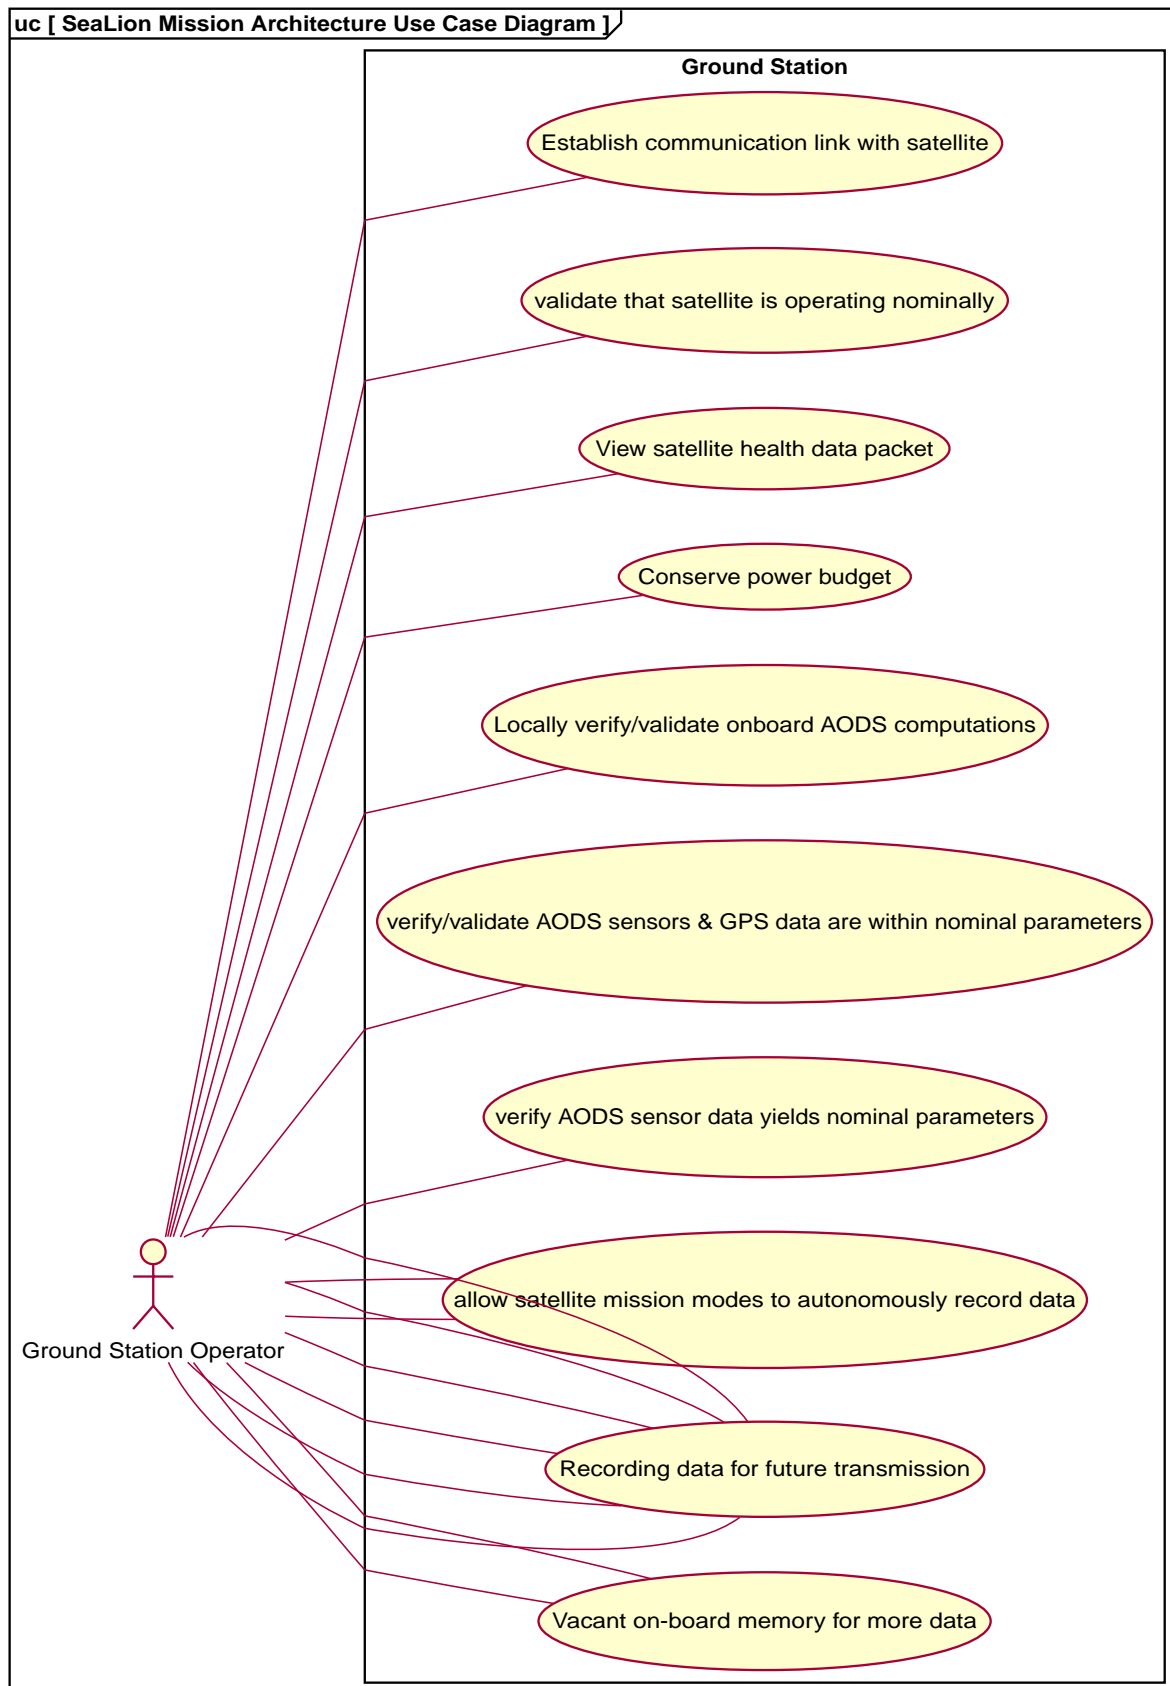 uc [ SeaLion Mission Architecture Use Case Diagram ]
Ground Station
Establish communication link with satellite
validate that satellite is operating nominally
View satellite health data packet
Conserve power budget
Locally verify/validate onboard AODS computations
verify/validate AODS sensors & GPS data are within nominal parameters
verify AODS sensor data yields nominal parameters
allow satellite mission modes to autonomously record data
Ground Station Operator
Recording data for future transmission
Vacant on-board memory for more data